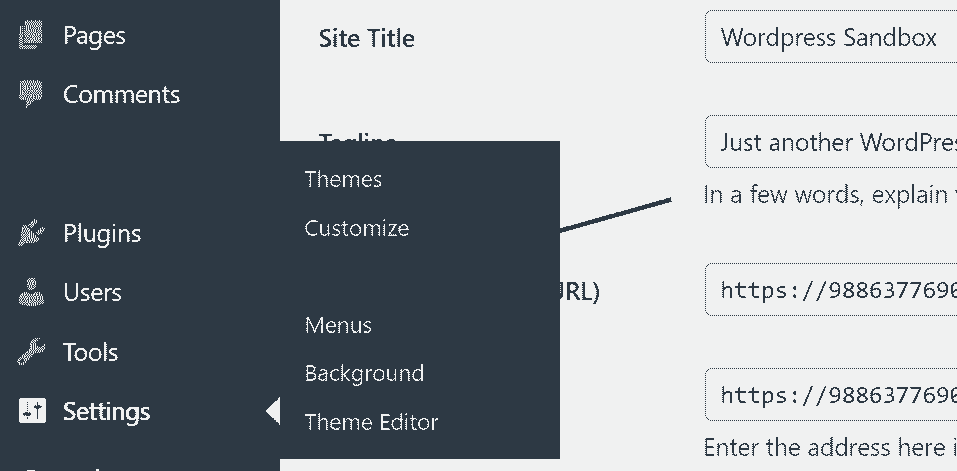 Pages
Comments
Plugins
Users
Tools
Settings
Themes
Customize
Menus
Background
Theme Editor
Site Title
Wordpress Sandbox
Tagline
Just another WordPres
In a few words, explain
URL)
https://9886377690
https://9886377690
Enter the address here i